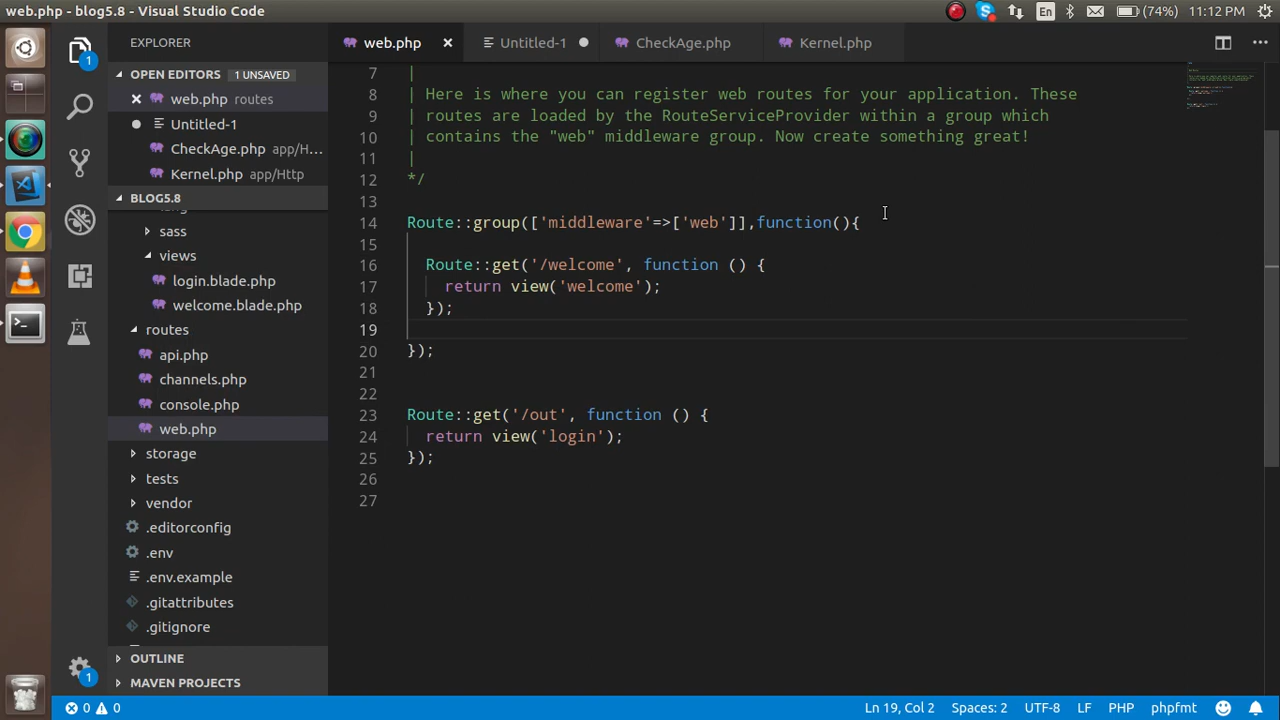 web.php - blog5.8 - Visual Studio Code
En (74%) 11:12 PM
EXPLORER
OPEN EDITORS 1 UNSAVED
web.php routes
Untitled-1
CheckAge.php app/H...
Kernel.php app/Http
BLOG5.8
sass
views
login.blade.php
welcome.blade.php
routes
api.php
channels.php
console.php
web.php
storage
tests
vendor
.editorconfig
.env
.env.example
.gitattributes
.gitignore
OUTLINE
MAVEN PROJECTS
1
1
web.php Untitled-1 CheckAge.php Kernel.php
7 |
8 | Here is where you can register web routes for your application. These
9 | routes are loaded by the RouteServiceProvider within a group which
10 | contains the "web" middleware group. Now create something great!
11 |
12 */
13
14 Route::group(['middleware'=>['web']],function(){
15
16 Route::get('/welcome', function () {
17 return view('welcome');
18 });
19
20 });
21
22
23 Route::get('/out', function () {
24 return view('login');
25 });
26
27
0 0 Ln 19, Col 2 Spaces: 2 UTF-8 LF PHP phpfmt